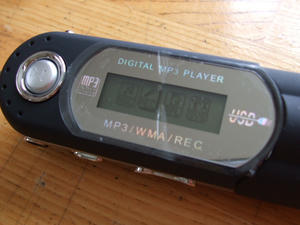 DIGITAL MP3 PLAYER
MP3
USB
MP3/WMA/REC